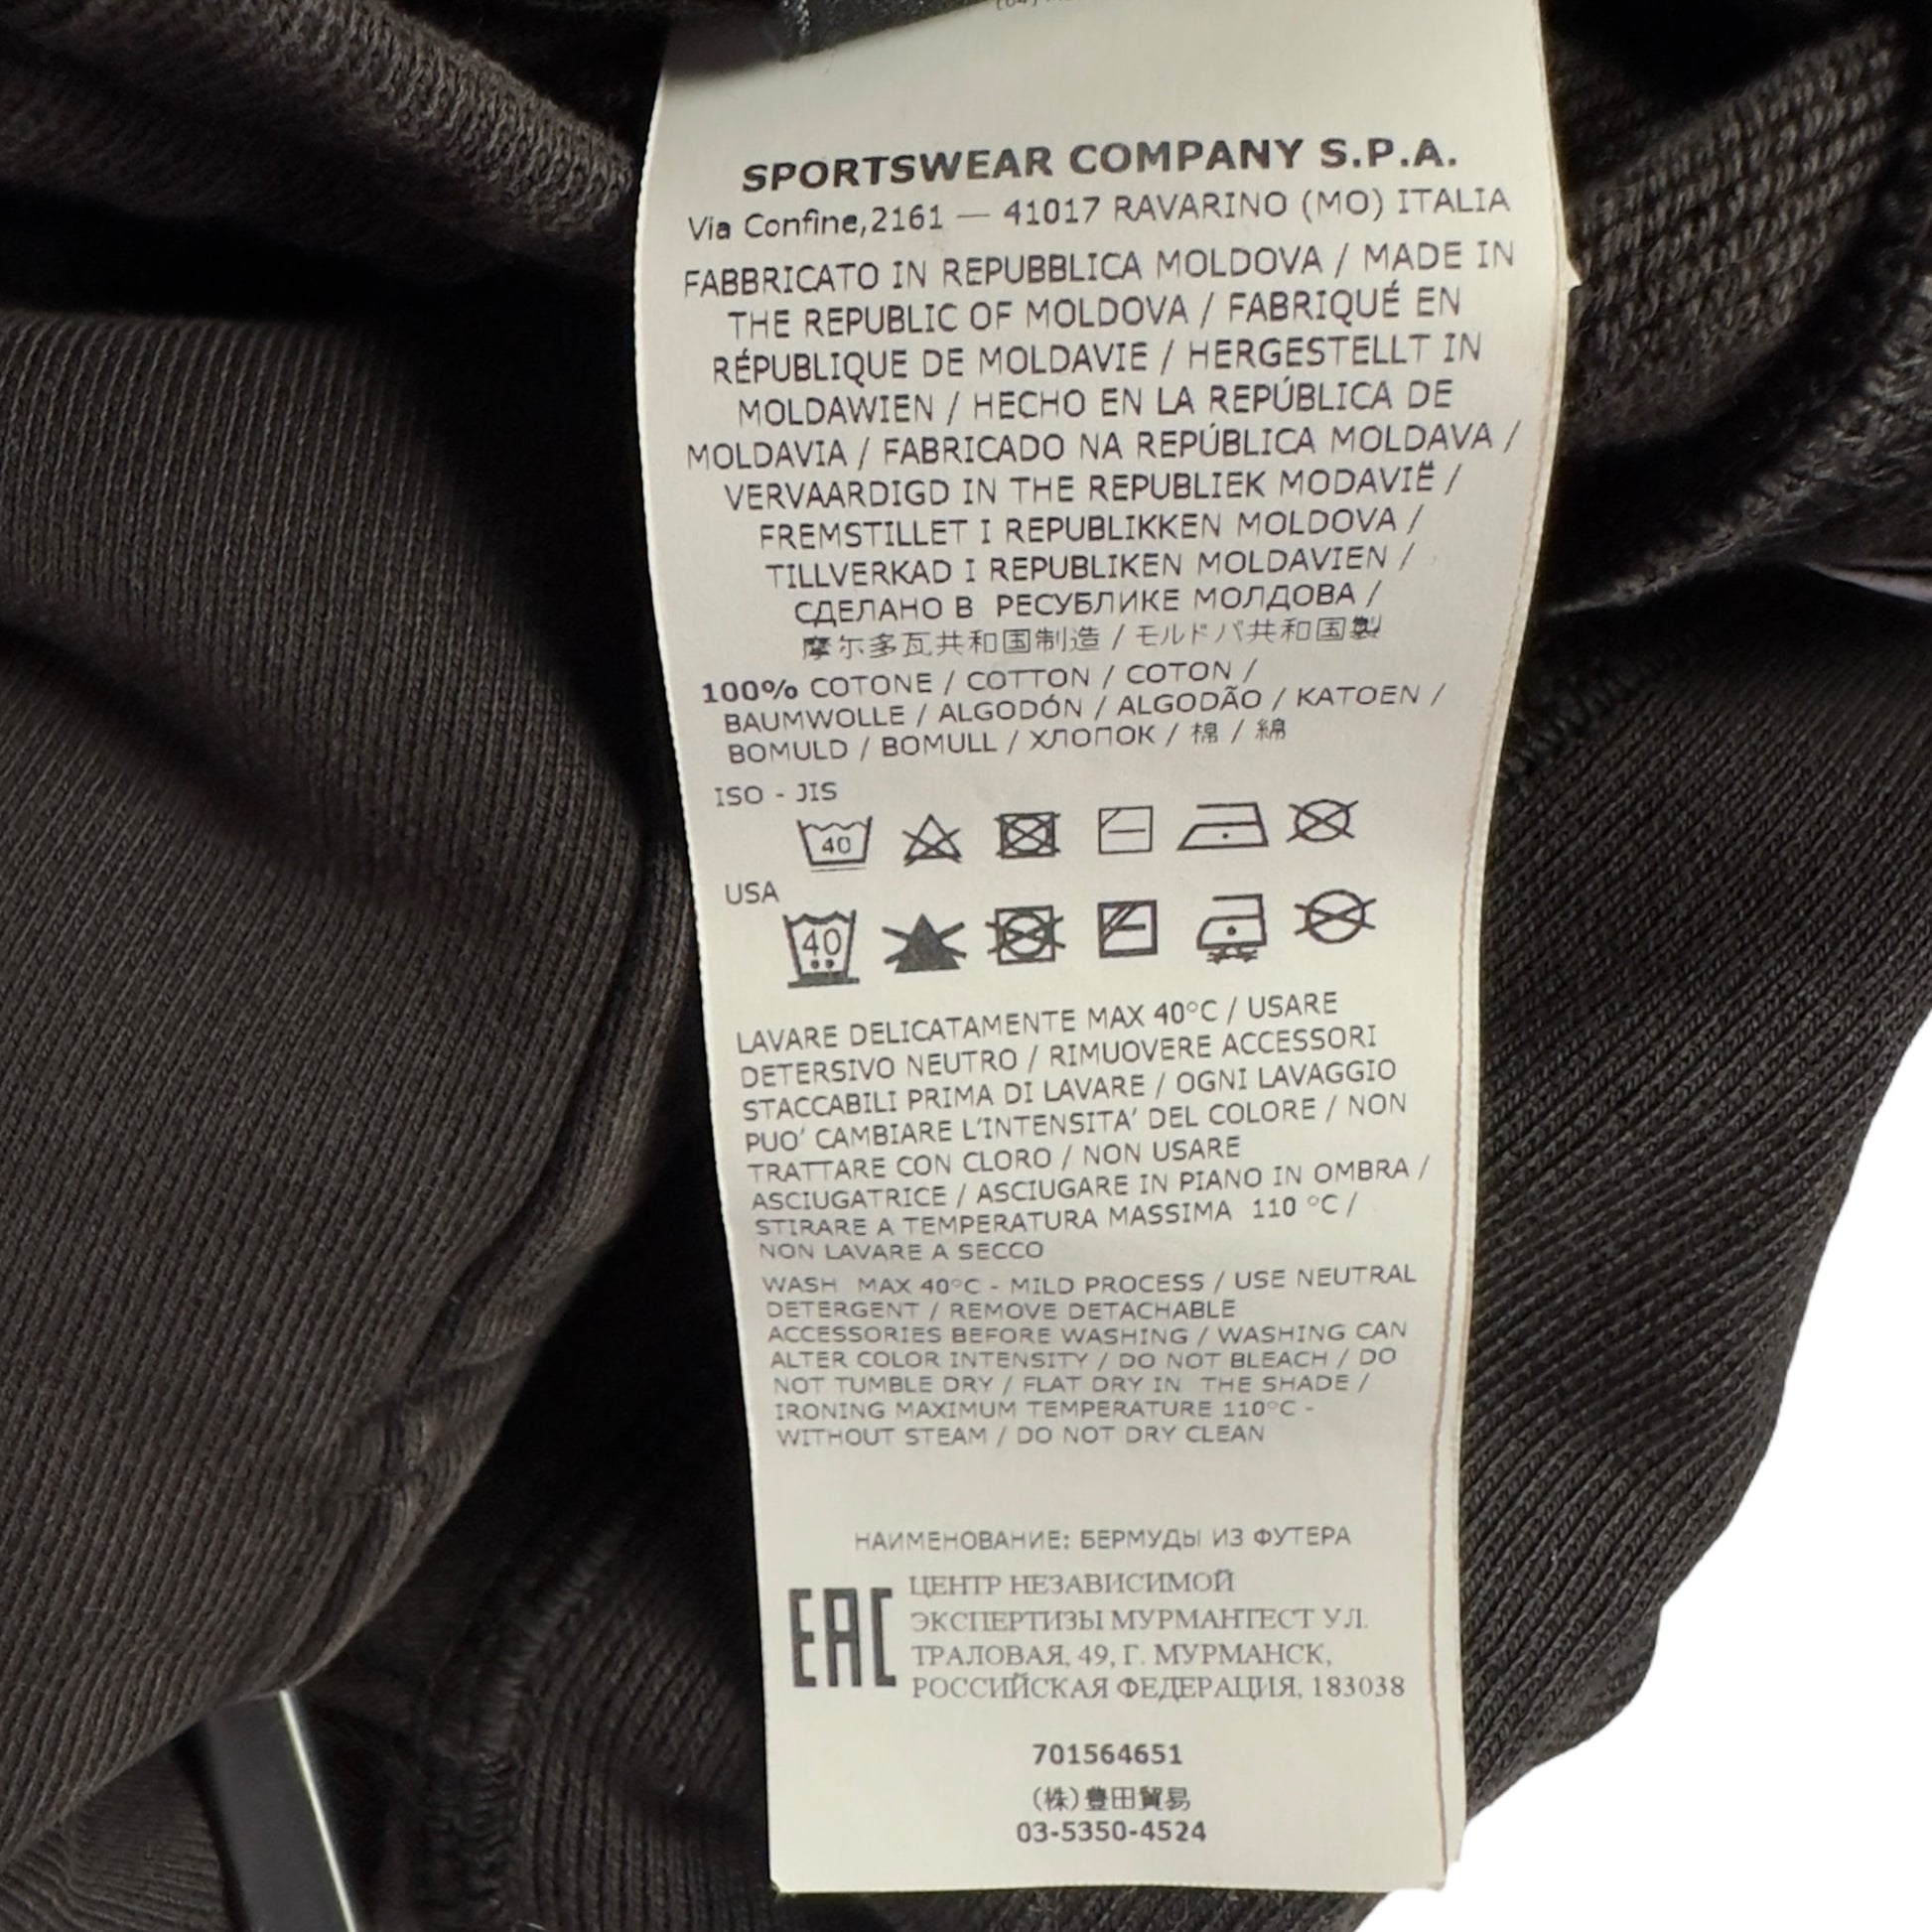 SPORTSWEAR COMPANY S.P.A.
Via Confine,2161 — 41017 RAVARINO (MO) ITALIA
FABBRICATO IN REPUBBLICA MOLDOVA / MADE IN
THE REPUBLIC OF MOLDOVA / FABRIQUÉ EN
RÉPUBLIQUE DE MOLDAVIE / HERGESTELLT IN
MOLDAWIEN / HECHO EN LA REPÚBLICA DE
MOLDAVIA / FABRICADO NA REPÚBLICA MOLDAVA /
VERVAARDIGD IN THE REPUBLIEK MODAVIË /
FREMSTILLET I REPUBLIKKEN MOLDOVA /
TILLVERKAD I REPUBLIKEN MOLDAVIEN /
СДЕЛАНО В РЕСУБЛИКЕ МОЛДОВА /
摩尔多瓦共和国制造 / モルドバ共和国製
100% COTONE / COTTON / COTON /
BAUMWOLLE / ALGODÓN / ALGODÃO / KATOEN /
BOMULD / BOMULL / ХЛОПОК / 棉 / 綿
ISO - JIS
40
USA
40
LAVARE DELICATAMENTE MAX 40°C / USARE
DETERSIVO NEUTRO / RIMUOVERE ACCESSORI
STACCABILI PRIMA DI LAVARE / OGNI LAVAGGIO
PUO' CAMBIARE L'INTENSITA' DEL COLORE / NON
TRATTARE CON CLORO / NON USARE
ASCIUGATRICE / ASCIUGARE IN PIANO IN OMBRA /
STIRARE A TEMPERATURA MASSIMA 110 °C /
NON LAVARE A SECCO
WASH MAX 40°C - MILD PROCESS / USE NEUTRAL
DETERGENT / REMOVE DETACHABLE
ACCESSORIES BEFORE WASHING / WASHING CAN
ALTER COLOR INTENSITY / DO NOT BLEACH / DO
NOT TUMBLE DRY / FLAT DRY IN THE SHADE /
IRONING MAXIMUM TEMPERATURE 110°C -
WITHOUT STEAM / DO NOT DRY CLEAN
НАИМЕНОВАНИЕ: БЕРМУДЫ ИЗ ФУТЕРА
EAC
ЦЕНТР НЕЗАВИСИМОЙ
ЭКСПЕРТИЗЫ МУРМАНТЕСТ УЛ.
ТРАЛОВАЯ, 49, Г. МУРМАНСК,
РОССИЙСКАЯ ФЕДЕРАЦИЯ, 183038
701564651
(株)豊田貿易
03-5350-4524